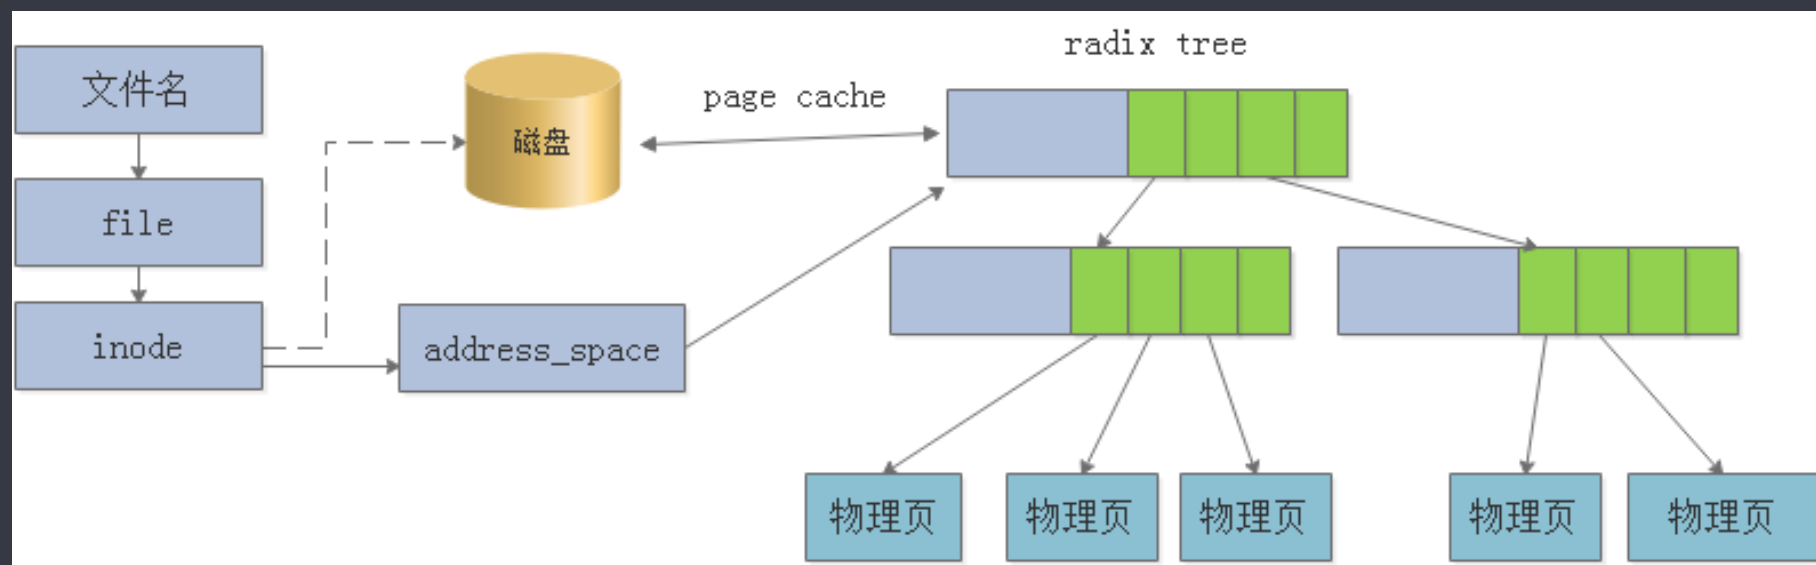 文件名
file
inode
磁盘
address_space
page cache
radix tree
物理页
物理页
物理页
物理页
物理页